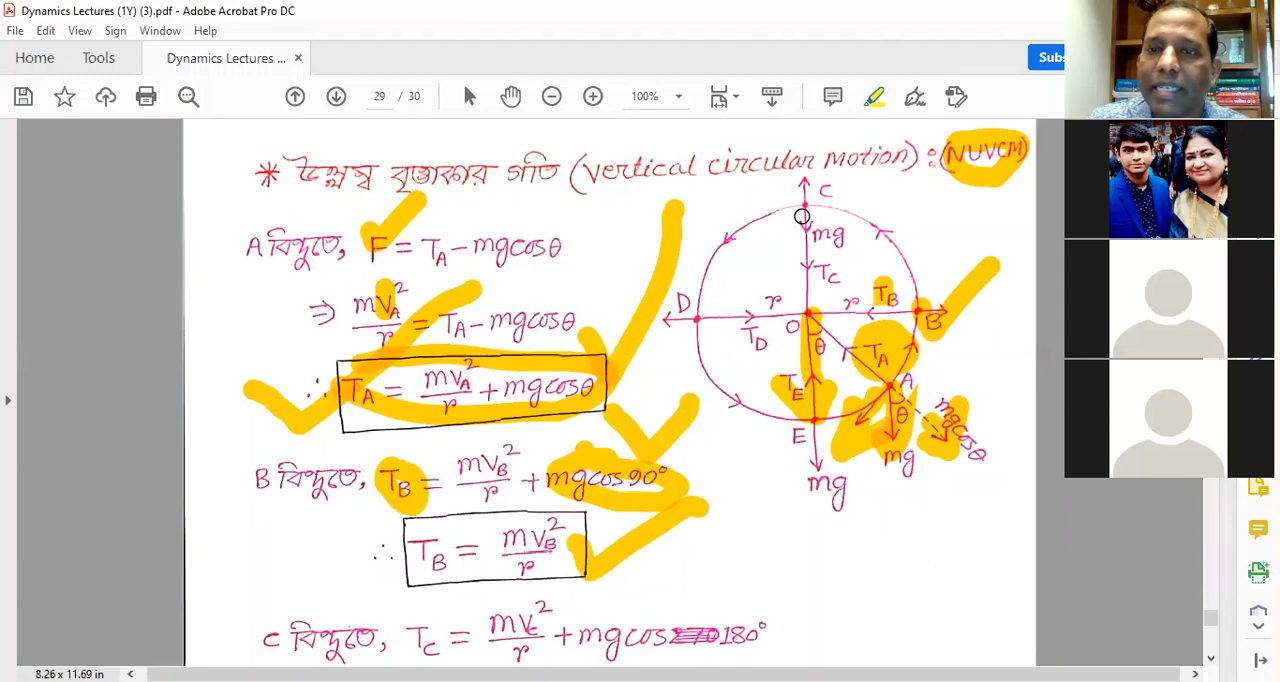 Dynamics Lectures (1Y) (3).pdf - Adobe Acrobat Pro DC
File Edit View Sign Window Help
Home Tools Dynamics Lectures ... × Subs
29 / 30 100%
* উল্লম্ব বৃত্তাকার গতি (vertical circular motion) : (NUVCM)
A বিন্দুতে, F = T_A - mg cosθ
⇒ mV_A²/r = T_A - mg cosθ
∴ T_A = mV_A²/r + mg cosθ
B বিন্দুতে, T_B = mV_B²/r + mg cos 90°
∴ T_B = mV_B²/r
C বিন্দুতে, T_C = mV_C²/r + mg cos 180°
C
mg
T_C
D r r T_B B
O
T_D θ T_A A
T_E θ mg cosθ
E mg
mg
8.26 x 11.69 in